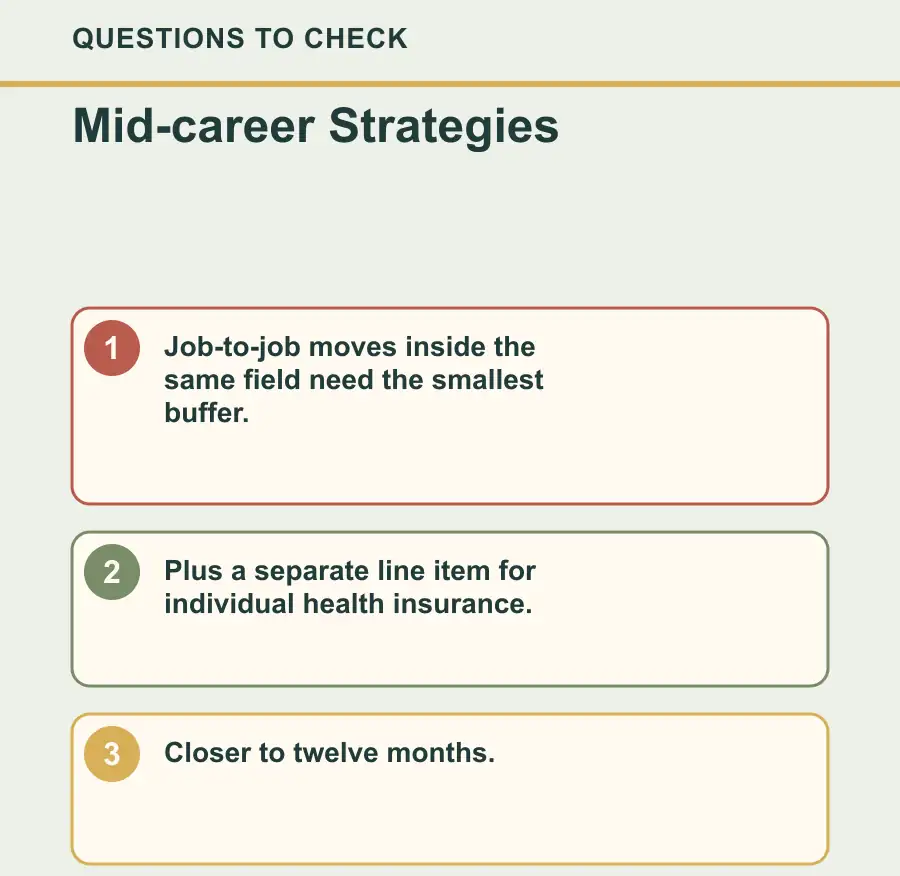 QUESTIONS TO CHECK
Mid-career Strategies
1
Job-to-job moves inside the
same field need the smallest
buffer.
2
Plus a separate line item for
individual health insurance.
3
Closer to twelve months.